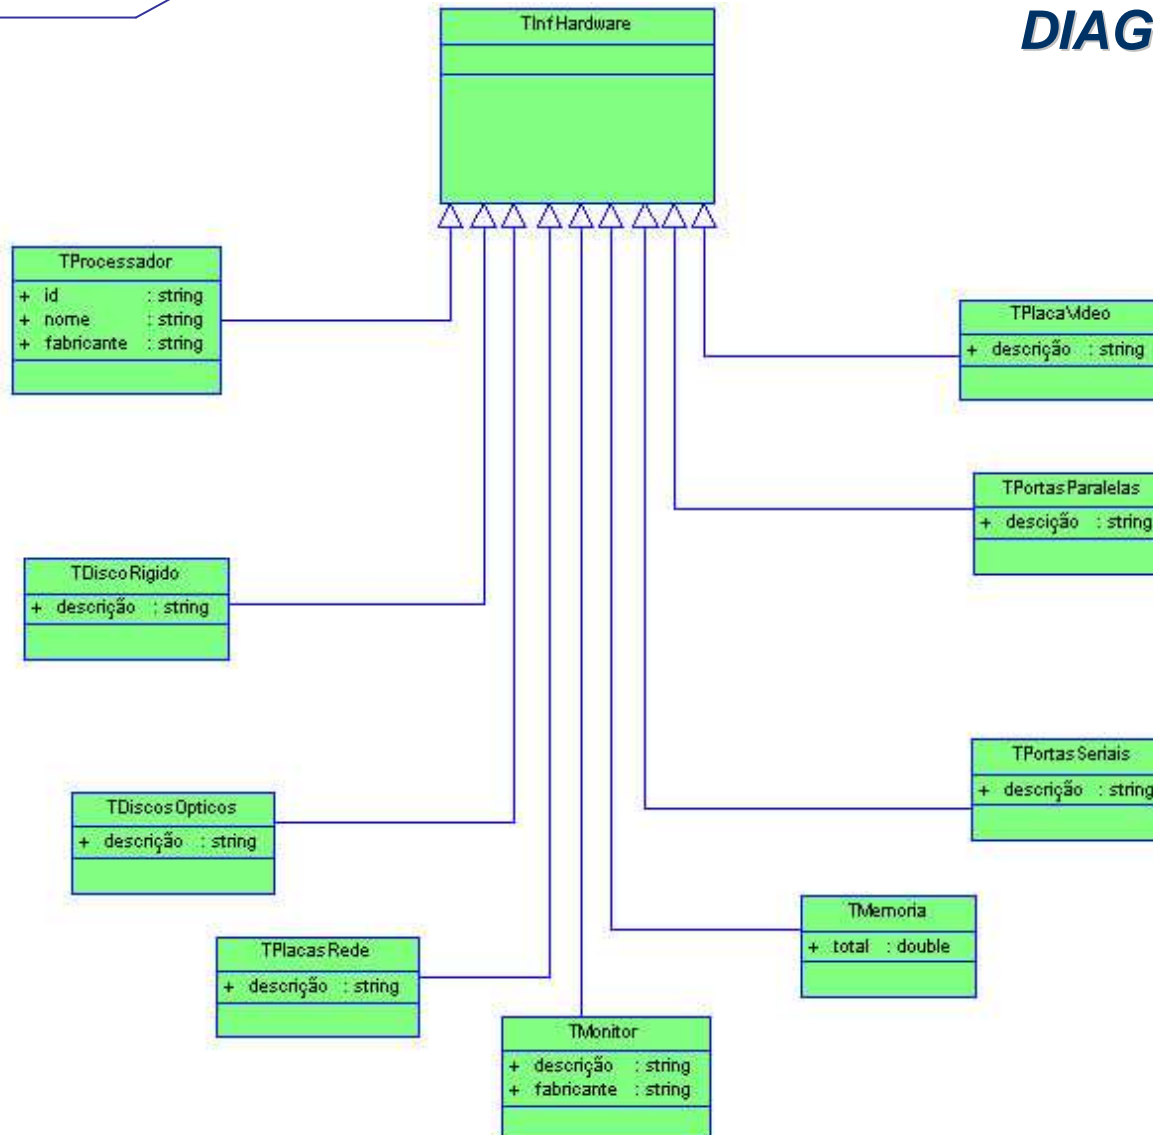 DIAG
TInfHardware
TProcessador
+ id : string
+ nome : string
+ fabricante : string
TPlacaVideo
+ descrição : string
TPortasParalelas
+ descição : string
TDiscoRigido
+ descrição : string
TPortasSeriais
+ descrição : string
TDiscosOpticos
+ descrição : string
TMemoria
+ total : double
TPlacasRede
+ descrição : string
TMonitor
+ descrição : string
+ fabricante : string